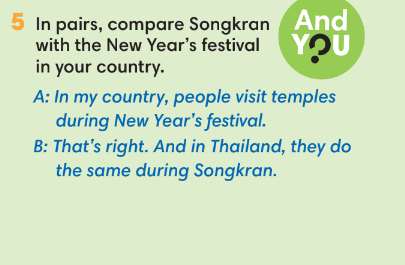 5 In pairs, compare Songkran
with the New Year's festival
in your country.
And
Y?U
A: In my country, people visit temples
during New Year's festival.
B: That's right. And in Thailand, they do
the same during Songkran.